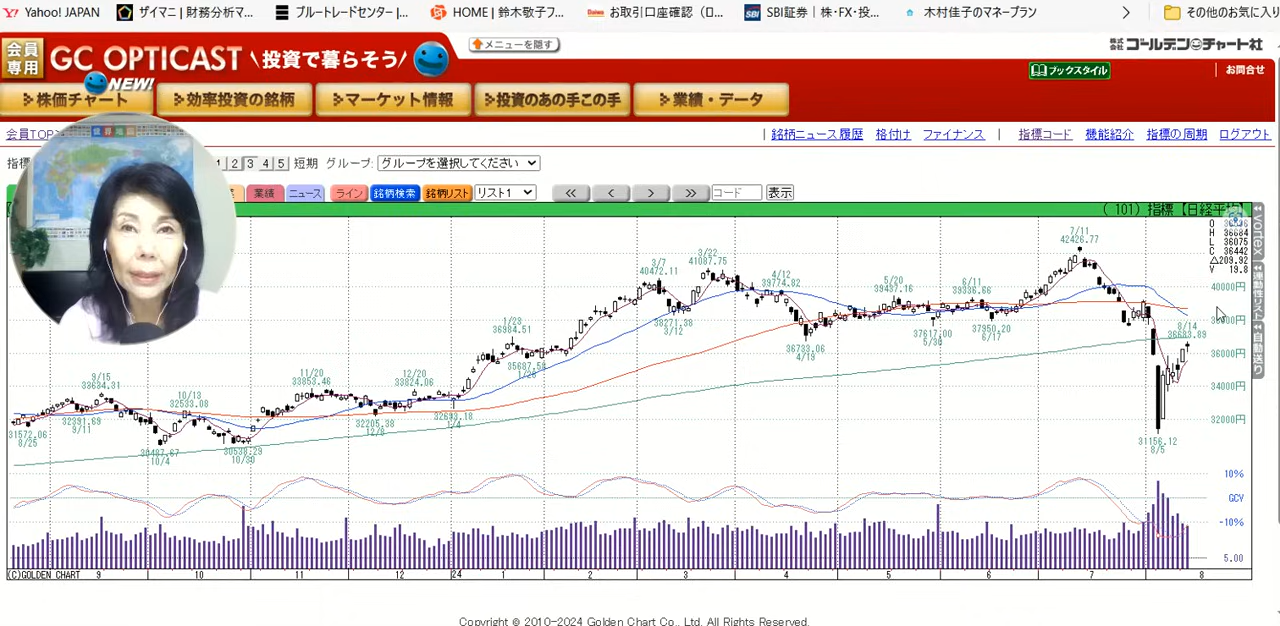 Yahoo! JAPAN
ザイマニ | 財務分析マ...
ブルートレードセンター |...
HOME | 鈴木敬子フ...
お取引口座確認（ロ...
SBI証券｜株・FX・投...
木村佳子のマネープラン
その他のお気に入り
会員専用
GC OPTICAST
投資で暮らそう
メニューを隠す
株式会社ゴールデンチャート社
ブックスタイル
お問合せ
NEW!
株価チャート
効率投資の銘柄
マーケット情報
投資のあの手この手
業績・データ
会員TOP
銘柄ニュース履歴
格付け
ファイナンス
指標コード
機能紹介
指標の周期
ログアウト
指標
1 2 3 4 5 短期 グループ: グループを選択してください
業績
ニュース
ライン
銘柄検索
銘柄リスト
リスト1
<< < > >>
コード
表示
( 101) 指標【日経平均】
H 36684
L 36075
C 36442
△209.92
V 19.8
vortex
連動性リスト
自動送り
7/11
42426.77
3/22
41087.75
3/7
40472.11
4/12
39774.82
5/20
39437.16
6/11
39336.66
40000円
38000円
8/14
36683.89
38271.38
3/12
37617.00
5/30
37950.20
6/17
1/23
36984.51
36733.06
4/19
36000円
34000円
32000円
9/15
33634.31
10/13
32533.08
11/20
33853.46
12/20
33824.06
32391.69
9/11
31572.06
8/25
10/4
30538.29
10/30
32205.38
12/8
32693.18
1/4
31156.12
8/5
10%
GCY
-10%
5.00
(C)GOLDEN CHART 9 10 11 12 24 1 2 3 4 5 6 7 8
Copyright © 2010-2024 Golden Chart Co., Ltd. All Rights Reserved.